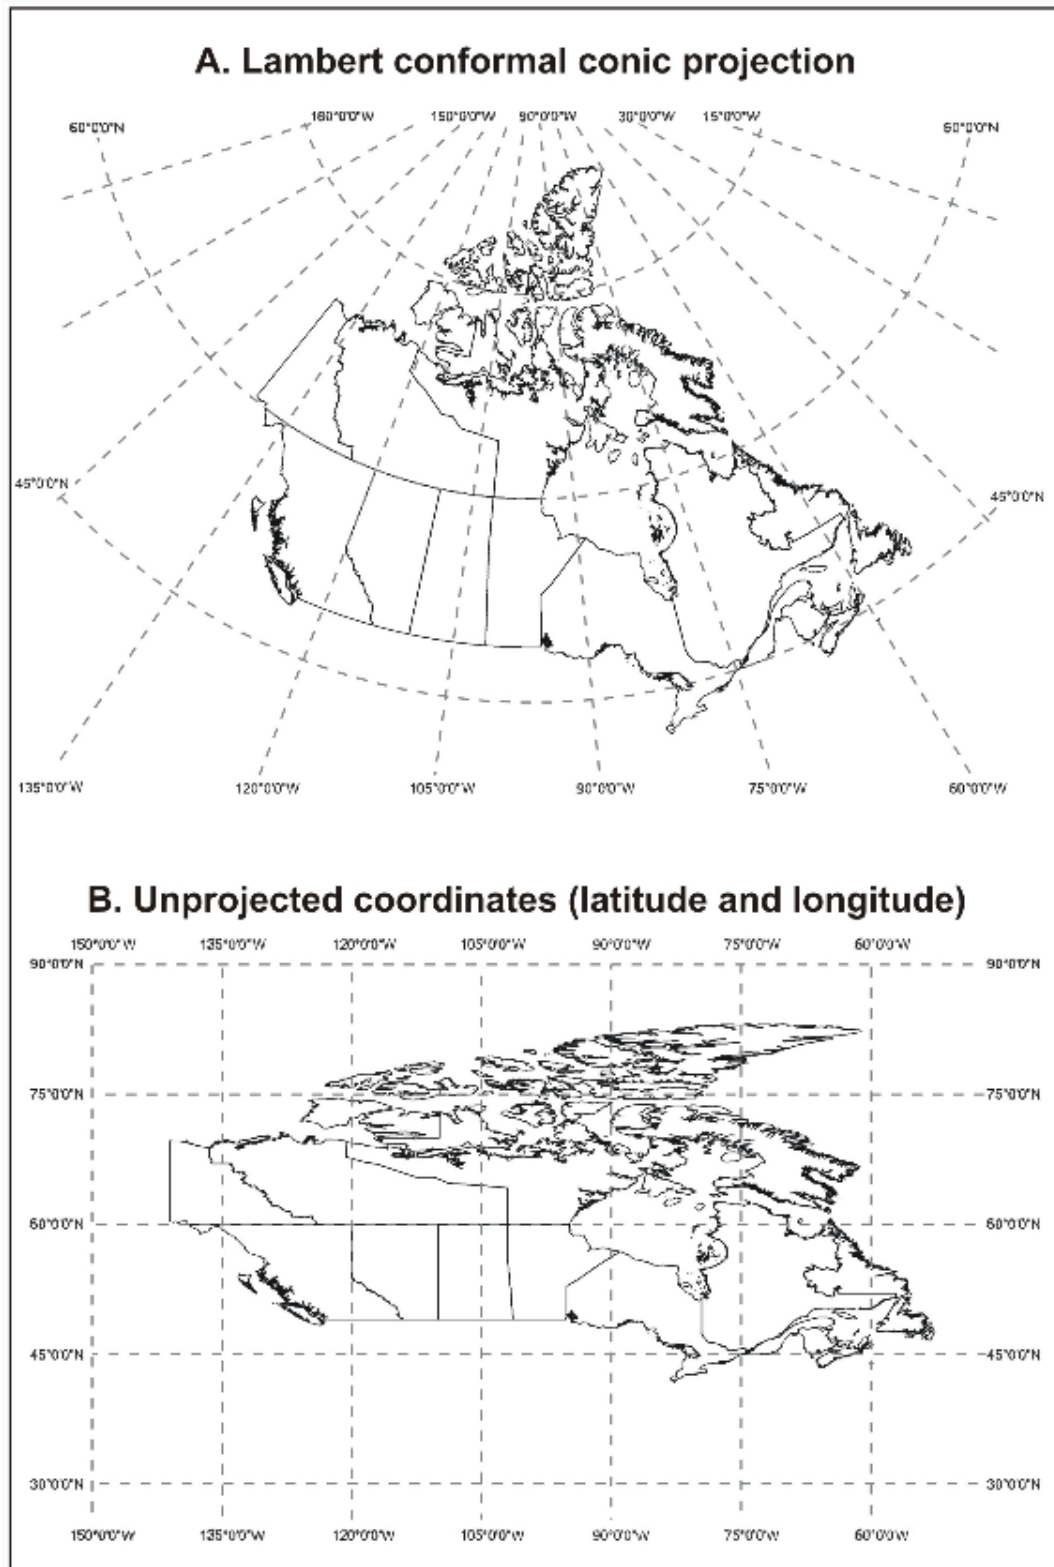 A. Lambert conformal conic projection
60°0'0"N 160°0'0"W 150°0'0"W 90°0'0"W 30°0'0"W 15°0'0"W 60°0'0"N
45°0'0"N 45°0'0"N
135°0'0"W 120°0'0"W 105°0'0"W 90°0'0"W 75°0'0"W 60°0'0"W
B. Unprojected coordinates (latitude and longitude)
150°0'0"W 135°0'0"W 120°0'0"W 105°0'0"W 90°0'0"W 75°0'0"W 60°0'0"W
90°0'0"N 90°0'0"N
75°0'0"N 75°0'0"N
60°0'0"N 60°0'0"N
45°0'0"N 45°0'0"N
30°0'0"N 30°0'0"N
150°0'0"W 135°0'0"W 120°0'0"W 105°0'0"W 90°0'0"W 75°0'0"W 60°0'0"W